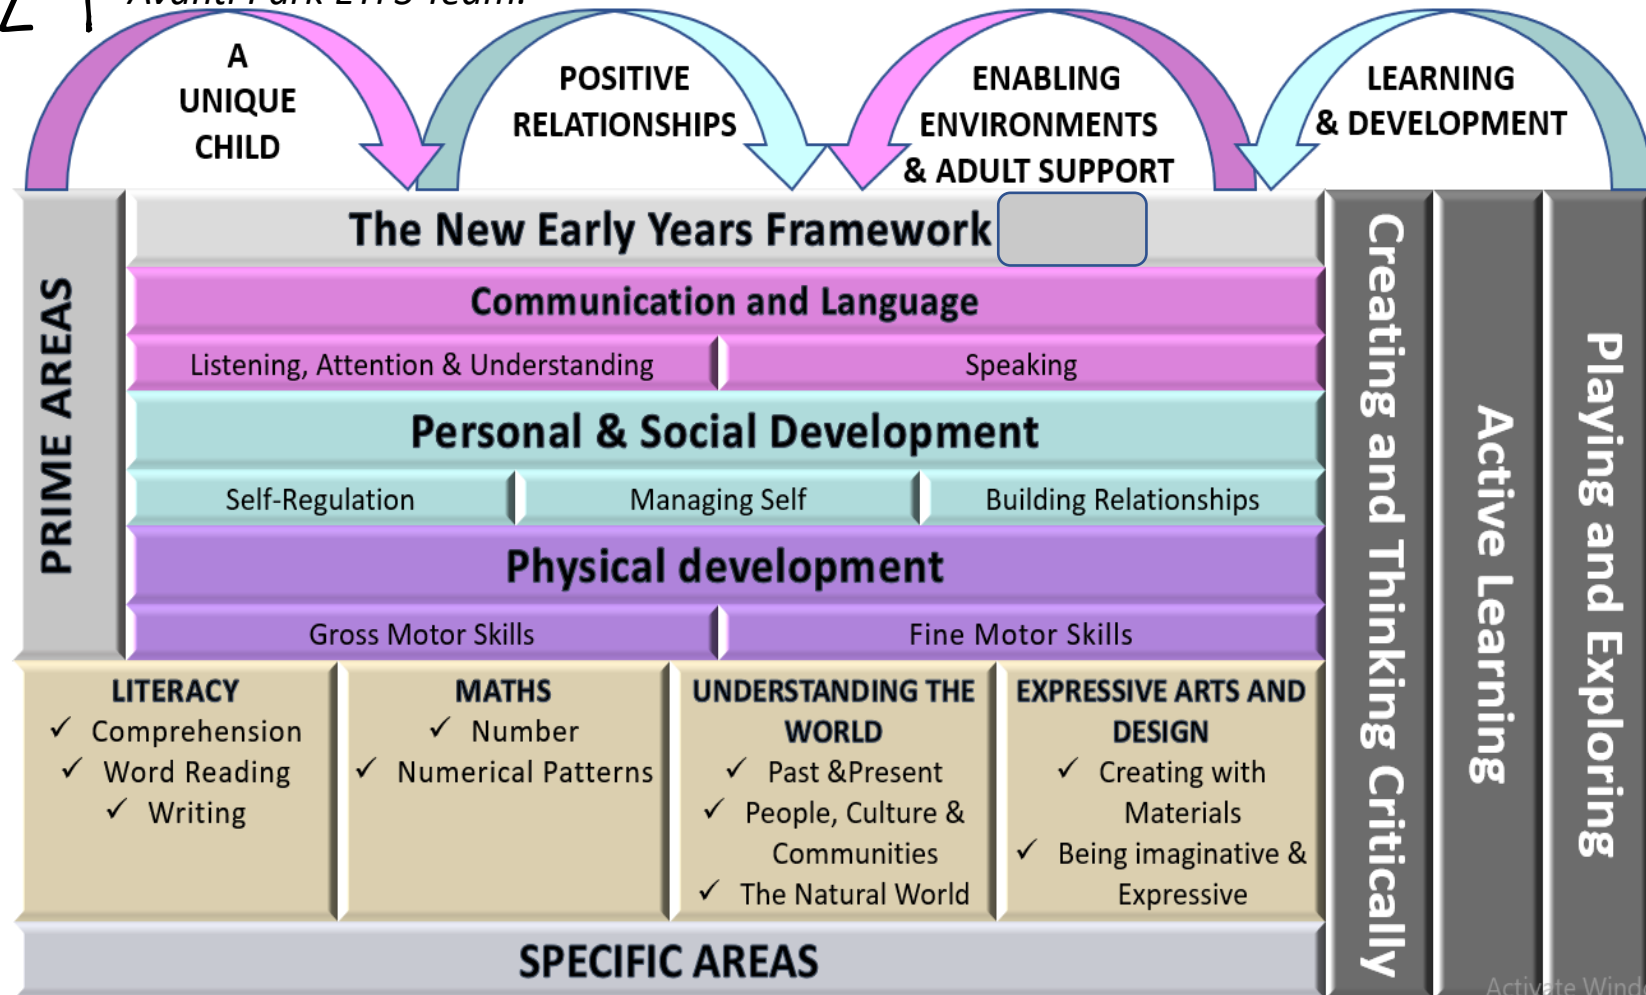 Avanti Park EYFS Team.
A
UNIQUE
CHILD
POSITIVE
RELATIONSHIPS
ENABLING
ENVIRONMENTS
& ADULT SUPPORT
LEARNING
& DEVELOPMENT
PRIME AREAS
The New Early Years Framework
Communication and Language
Listening, Attention & Understanding
Speaking
Personal & Social Development
Self-Regulation
Managing Self
Building Relationships
Physical development
Gross Motor Skills
Fine Motor Skills
LITERACY
✓ Comprehension
✓ Word Reading
✓ Writing
MATHS
✓ Number
✓ Numerical Patterns
UNDERSTANDING THE
WORLD
✓ Past &Present
✓ People, Culture &
Communities
✓ The Natural World
EXPRESSIVE ARTS AND
DESIGN
✓ Creating with
Materials
✓ Being imaginative &
Expressive
SPECIFIC AREAS
Creating and Thinking Critically
Active Learning
Playing and Exploring
Activate Wind